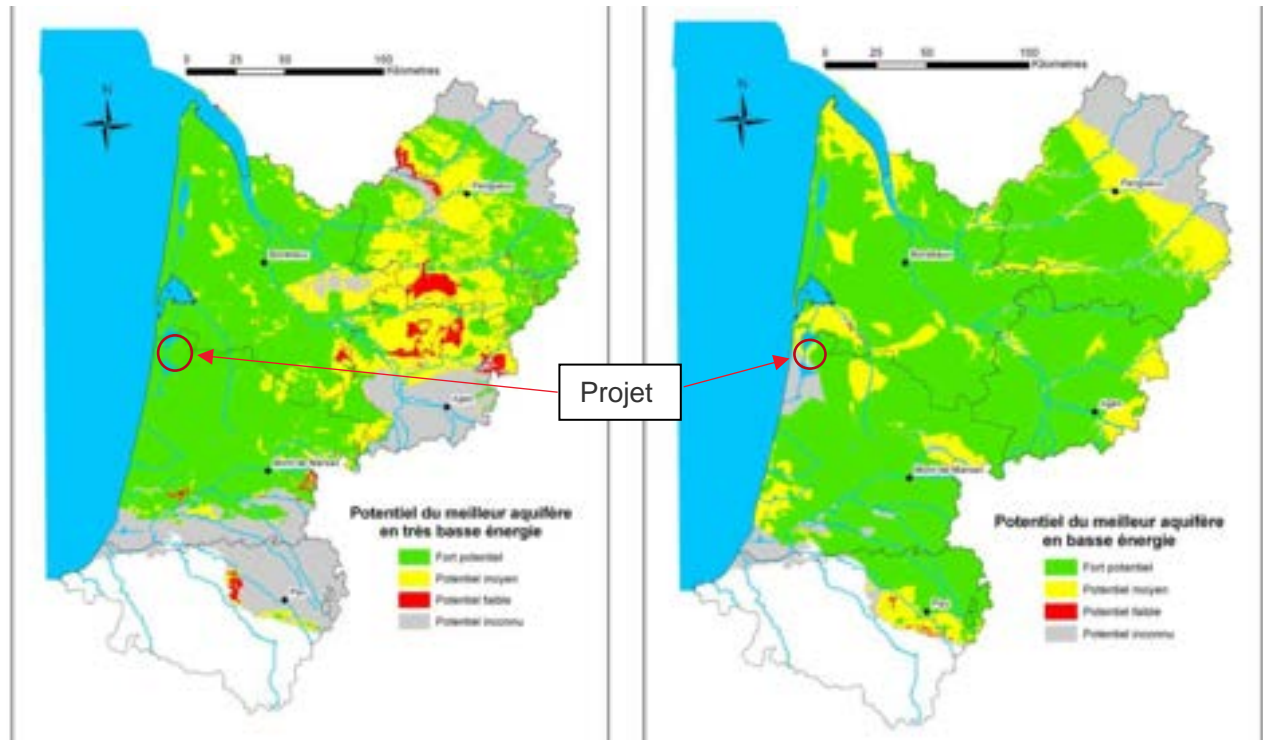 0 25 50 100
Kilomètres
N
Périgueux
Bordeaux
Agen
Mont de Marsan
Pau
Potentiel du meilleur aquifère
en très basse énergie
Fort potentiel
Potentiel moyen
Potentiel faible
Potentiel inconnu
Projet
0 25 50 100
Kilomètres
N
Périgueux
Bordeaux
Agen
Mont de Marsan
Pau
Potentiel du meilleur aquifère
en basse énergie
Fort potentiel
Potentiel moyen
Potentiel faible
Potentiel inconnu